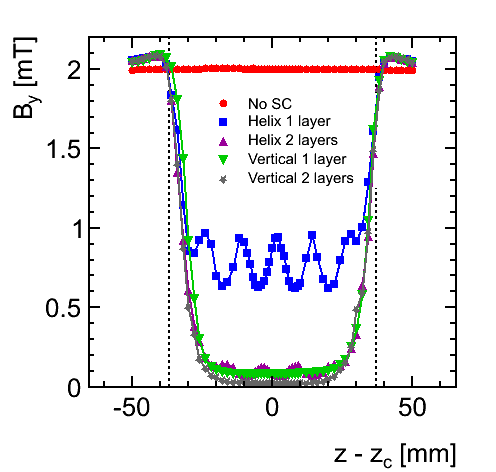 B_y [mT]
2
1.5
1
0.5
0
No SC
Helix 1 layer
Helix 2 layers
Vertical 1 layer
Vertical 2 layers
-50 0 50
z - z_c [mm]